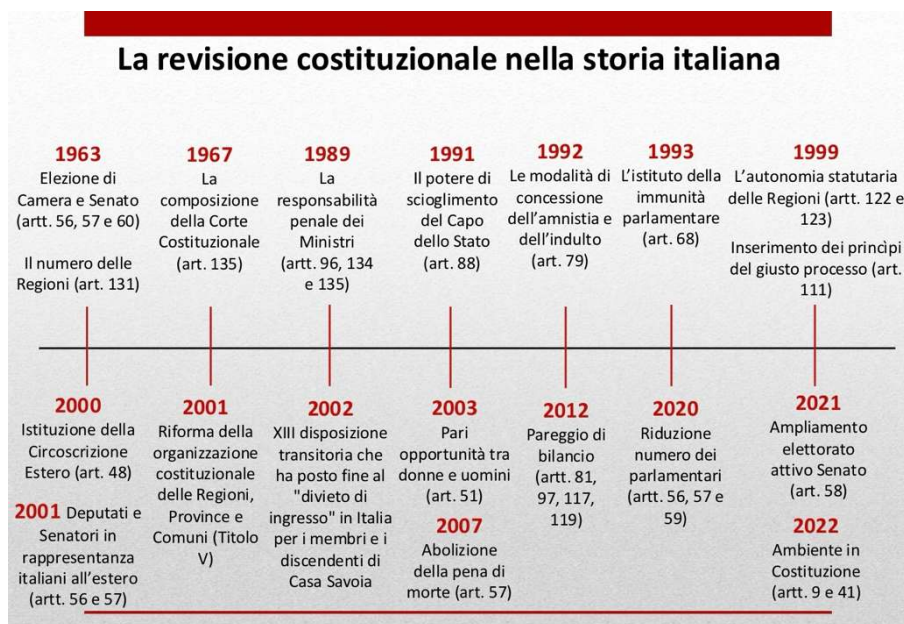 La revisione costituzionale nella storia italiana
1963
Elezione di
Camera e Senato
(artt. 56, 57 e 60)
Il numero delle
Regioni (art. 131)
1967
La
composizione
della Corte
Costituzionale
(art. 135)
1989
La
responsabilità
penale dei
Ministri
(artt. 96, 134
e 135)
1991
Il potere di
scioglimento
del Capo
dello Stato
(art. 88)
1992
Le modalità di
concessione
dell’amnistia e
dell’indulto
(art. 79)
1993
L’istituto della
immunità
parlamentare
(art. 68)
1999
L’autonomia statutaria
delle Regioni (artt. 122 e
123)
Inserimento dei princìpi
del giusto processo (art.
111)
2000
Istituzione della
Circoscrizione
Estero (art. 48)
2001 Deputati e
Senatori in
rappresentanza
italiani all’estero
(artt. 56 e 57)
2001
Riforma della
organizzazione
costituzionale
delle Regioni,
Province e
Comuni (Titolo
V)
2002
XIII disposizione
transitoria che
ha posto fine al
"divieto di
ingresso" in Italia
per i membri e i
discendenti di
Casa Savoia
2003
Pari
opportunità tra
donne e uomini
(art. 51)
2007
Abolizione
della pena di
morte (art. 57)
2012
Pareggio di
bilancio
(artt. 81,
97, 117,
119)
2020
Riduzione
numero dei
parlamentari
(artt. 56, 57 e
59)
2021
Ampliamento
elettorato
attivo Senato
(art. 58)
2022
Ambiente in
Costituzione
(artt. 9 e 41)